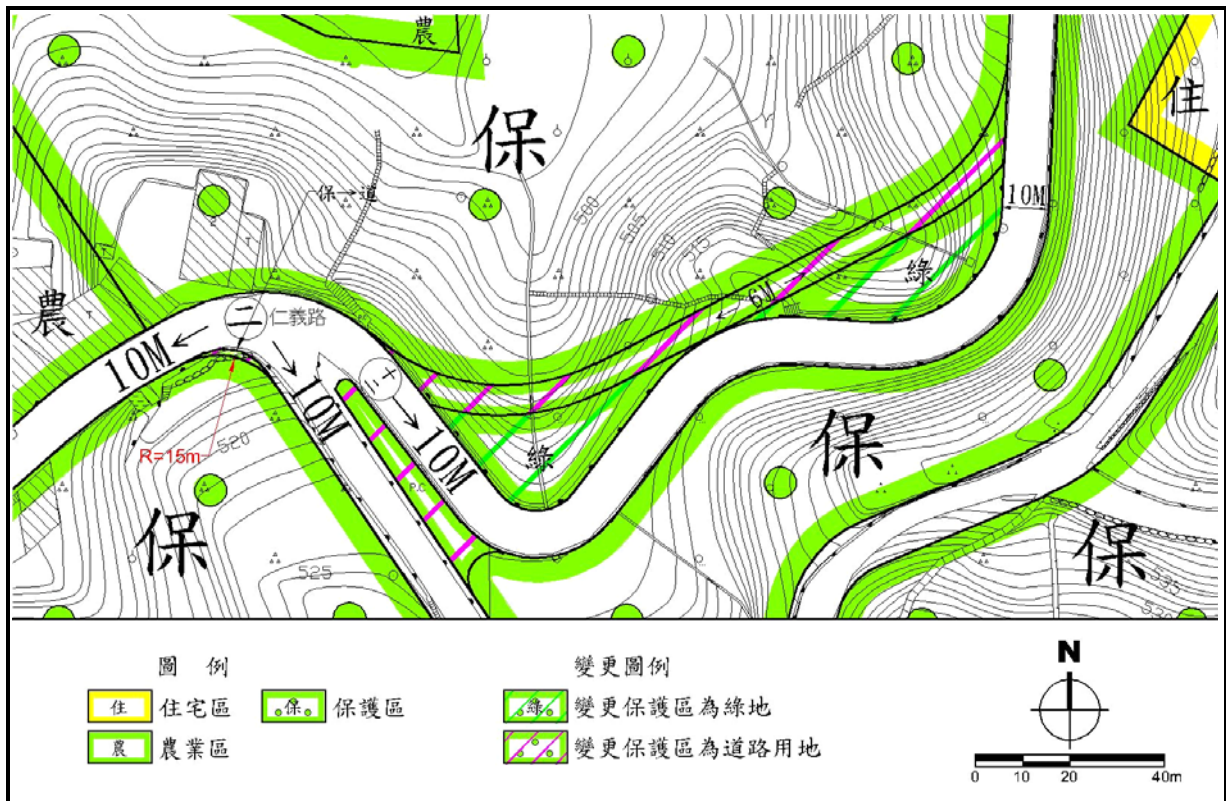 農
保
住
10M
保→道
500
505
510
515
綠
6M
農
二
仁義路
10M
10M
三十
10M
綠
520
R=15m
P.C
保
保
保
525
535
530
圖 例
變更圖例
N
住 住宅區
保 保護區
綠 變更保護區為綠地
農 農業區
變更保護區為道路用地
0 10 20 40m